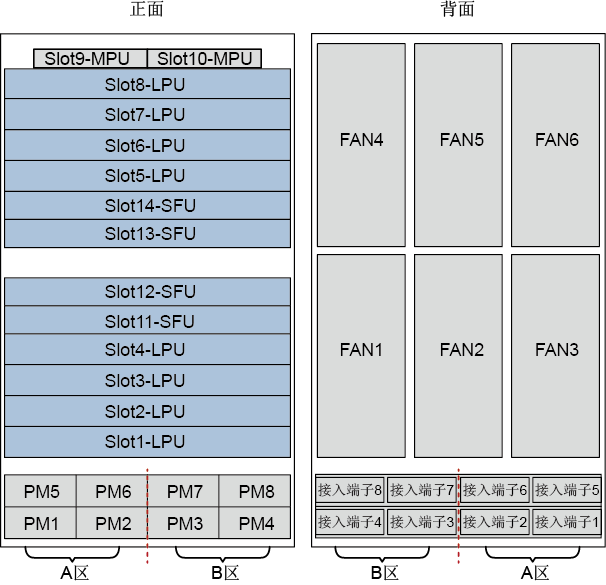 正面
背面
Slot9-MPU Slot10-MPU
Slot8-LPU
Slot7-LPU
Slot6-LPU
Slot5-LPU
Slot14-SFU
Slot13-SFU
Slot12-SFU
Slot11-SFU
Slot4-LPU
Slot3-LPU
Slot2-LPU
Slot1-LPU
PM5 PM6 PM7 PM8
PM1 PM2 PM3 PM4
A区 B区
FAN4 FAN5 FAN6
FAN1 FAN2 FAN3
接入端子8 接入端子7 接入端子6 接入端子5
接入端子4 接入端子3 接入端子2 接入端子1
B区 A区